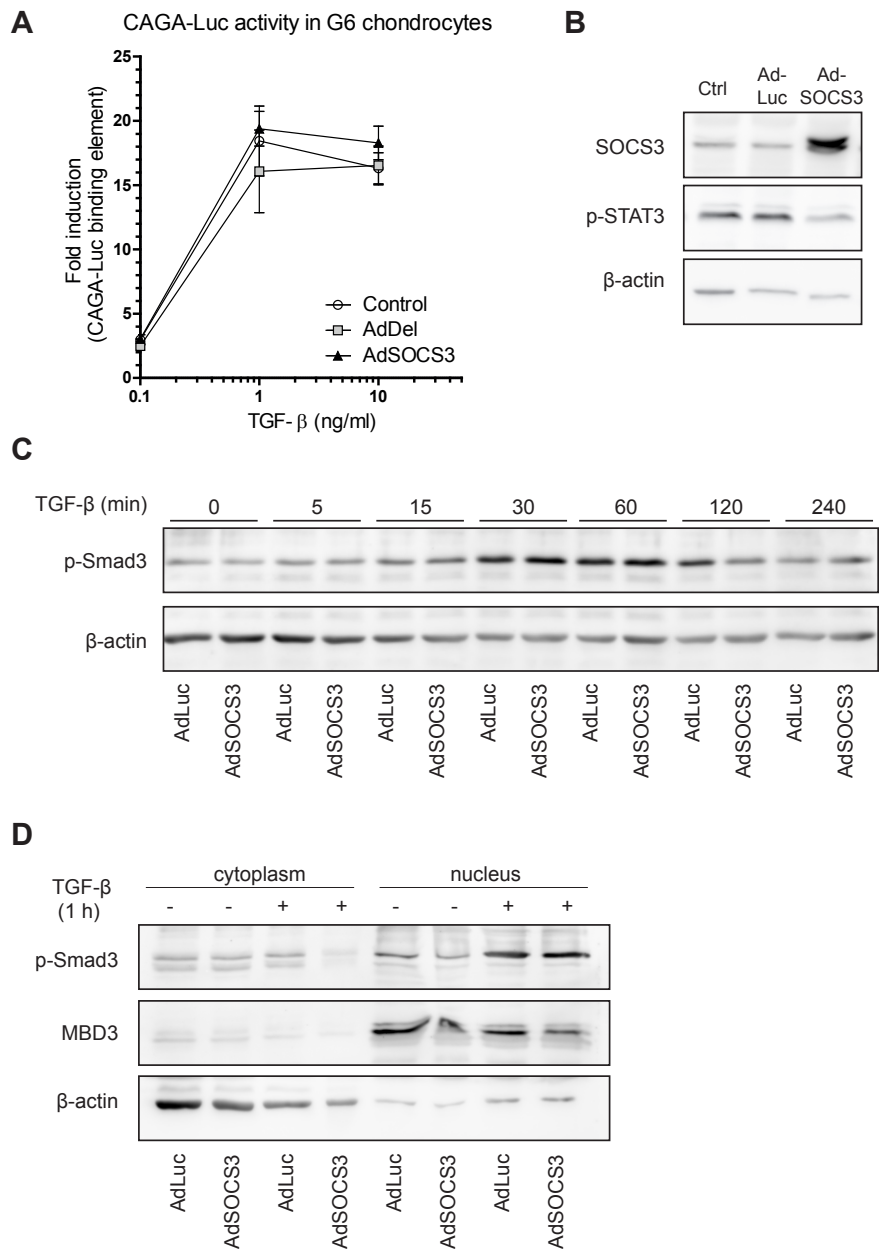 A
CAGA-Luc activity in G6 chondrocytes
Fold induction
(CAGA-Luc binding element)
25
20
15
10
5
0
0.1 1 10
TGF- β (ng/ml)
Control
AdDel
AdSOCS3
B
Ctrl Ad-Luc Ad-SOCS3
SOCS3
p-STAT3
β-actin
C
TGF-β (min) 0 5 15 30 60 120 240
p-Smad3
β-actin
AdLuc AdSOCS3 AdLuc AdSOCS3 AdLuc AdSOCS3 AdLuc AdSOCS3 AdLuc AdSOCS3 AdLuc AdSOCS3 AdLuc AdSOCS3
D
cytoplasm nucleus
TGF-β
(1 h) - - + + - - + +
p-Smad3
MBD3
β-actin
AdLuc AdSOCS3 AdLuc AdSOCS3 AdLuc AdSOCS3 AdLuc AdSOCS3